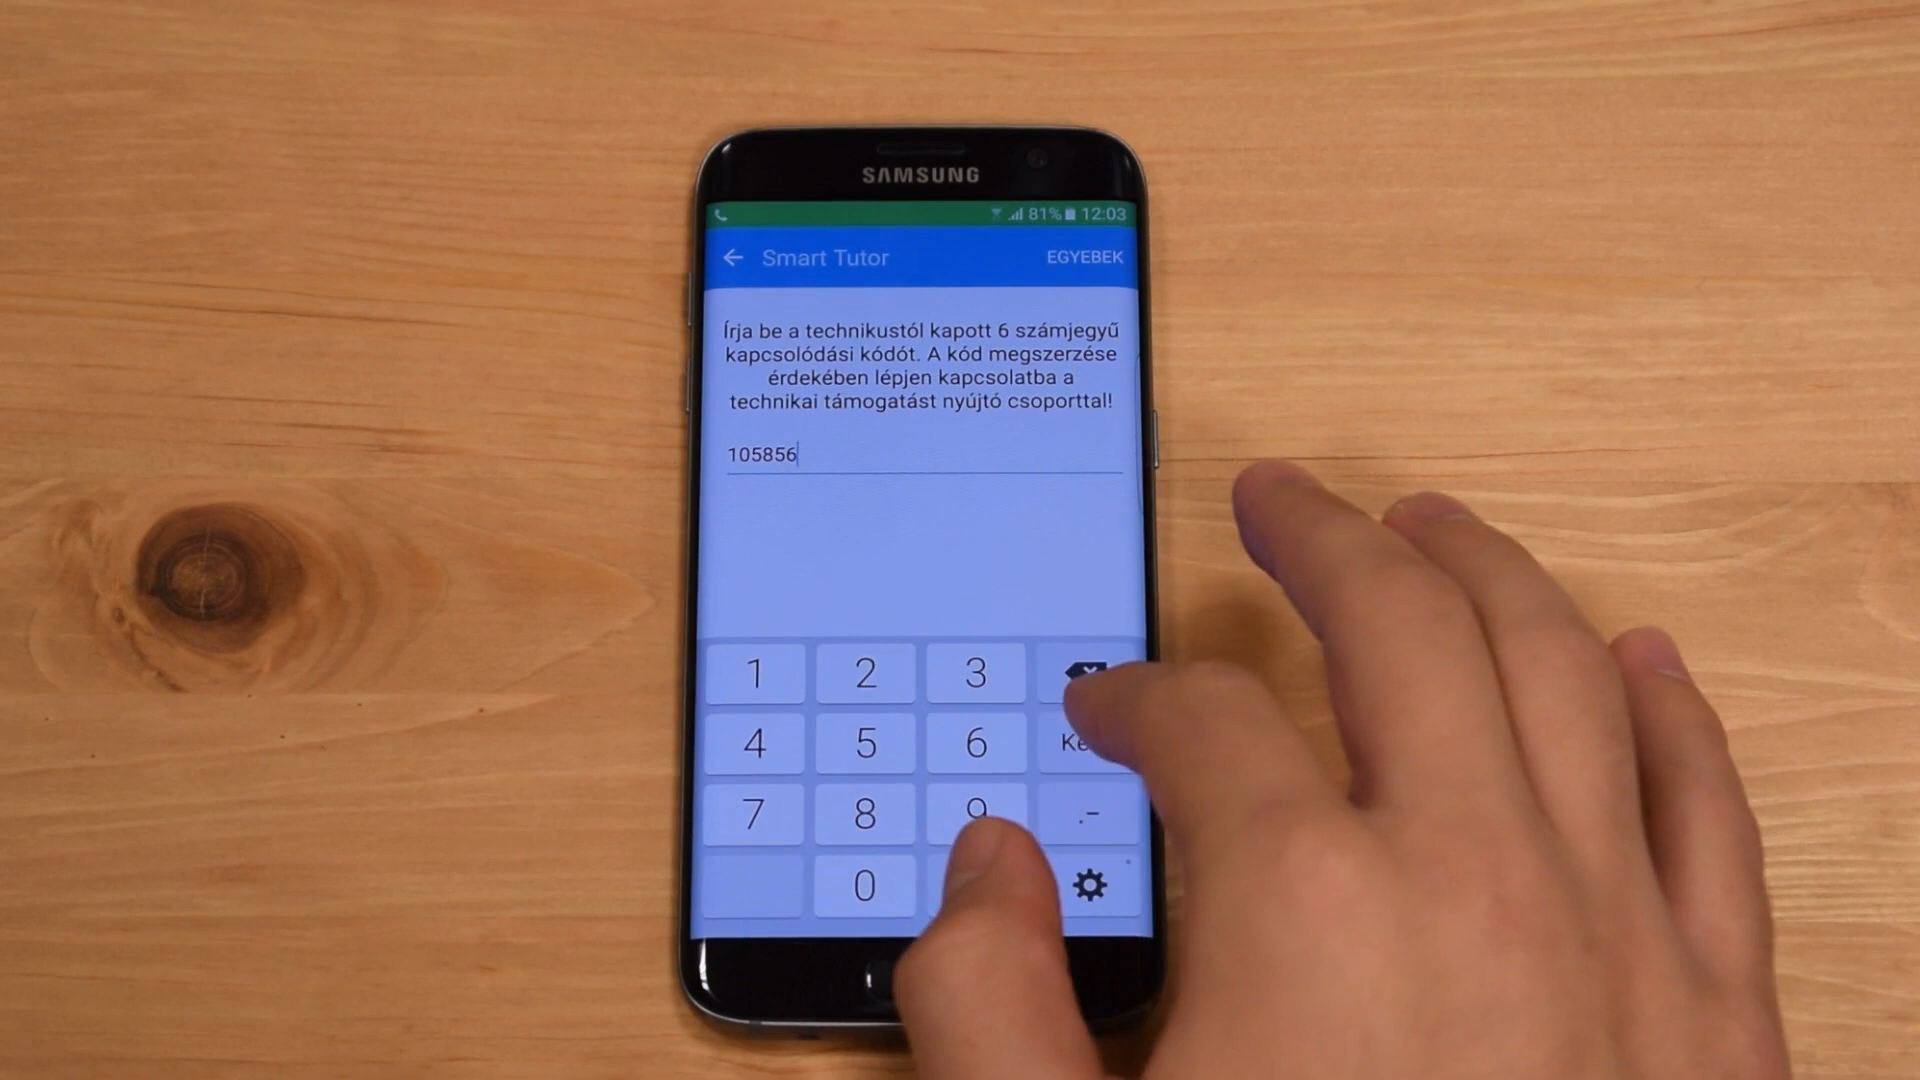 SAMSUNG
81% 12:03
Smart Tutor
EGYEBEK
Írja be a technikustól kapott 6 számjegyű
kapcsolódási kódót. A kód megszerzése
érdekében lépjen kapcsolatba a
technikai támogatást nyújtó csoporttal!
105856
1 2 3
4 5 6
7 8 9 .-
0